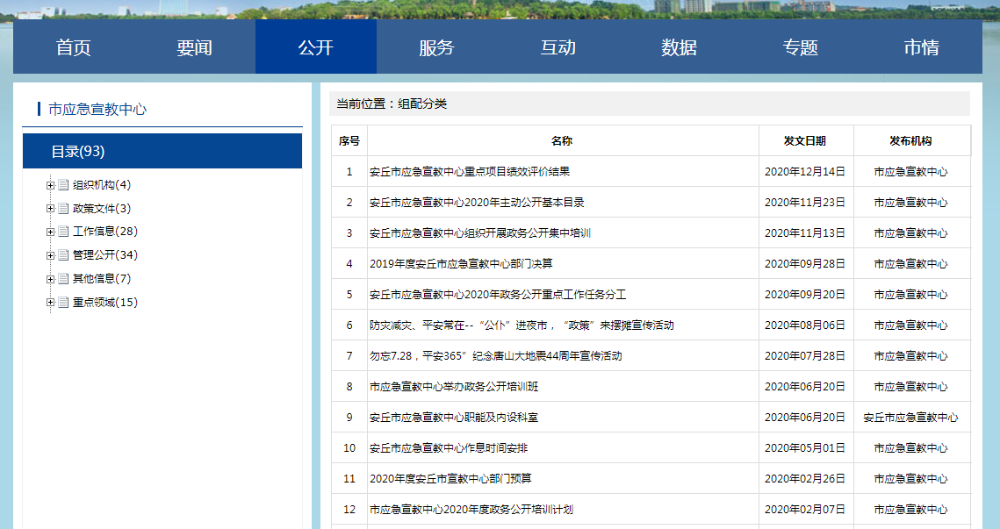 首页 要闻 公开 服务 互动 数据 专题 市情
市应急宣教中心
目录(93)
组织机构(4)
政策文件(3)
工作信息(28)
管理公开(34)
其他信息(7)
重点领域(15)
当前位置：组配分类
序号 名称 发文日期 发布机构
1 安丘市应急宣教中心重点项目绩效评价结果 2020年12月14日 市应急宣教中心
2 安丘市应急宣教中心2020年主动公开基本目录 2020年11月23日 市应急宣教中心
3 安丘市应急宣教中心组织开展政务公开集中培训 2020年11月13日 市应急宣教中心
4 2019年度安丘市应急宣教中心部门决算 2020年09月28日 市应急宣教中心
5 安丘市应急宣教中心2020年政务公开重点工作任务分工 2020年09月20日 市应急宣教中心
6 防灾减灾、平安常在--“公仆”进夜市，“政策”来摆摊宣传活动 2020年08月06日 市应急宣教中心
7 勿忘7.28，平安365”纪念唐山大地震44周年宣传活动 2020年07月28日 市应急宣教中心
8 市应急宣教中心举办政务公开培训班 2020年06月20日 市应急宣教中心
9 安丘市应急宣教中心职能及内设科室 2020年06月20日 安丘市应急宣教中心
10 安丘市应急宣教中心作息时间安排 2020年05月01日 市应急宣教中心
11 2020年度安丘市宣教中心部门预算 2020年02月26日 市应急宣教中心
12 市应急宣教中心2020年度政务公开培训计划 2020年02月07日 市应急宣教中心